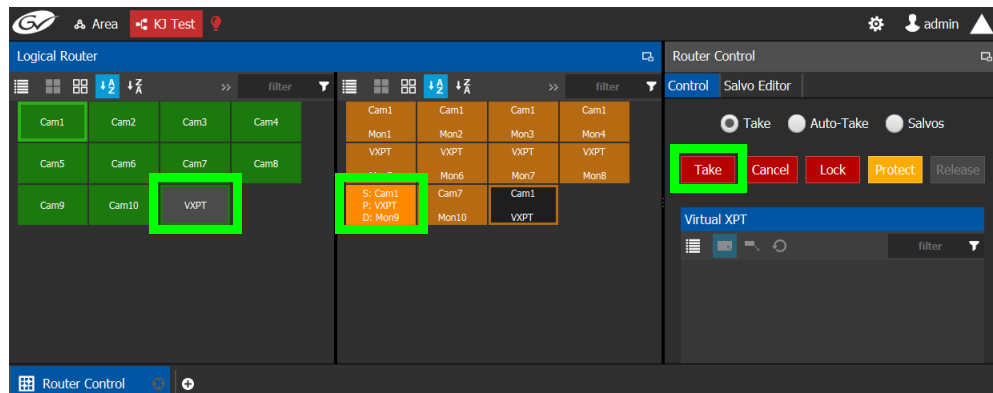 Area
KJ Test
admin
Logical Router
Router Control
filter
filter
Control
Salvo Editor
Take
Auto-Take
Salvos
Take
Cancel
Lock
Protect
Release
Cam1
Cam2
Cam3
Cam4
Cam5
Cam6
Cam7
Cam8
Cam9
Cam10
VXPT
Cam1
Mon1
Cam1
Mon2
Cam1
Mon3
Cam1
Mon4
VXPT
VXPT
Mon6
VXPT
Mon7
VXPT
Mon8
S: Cam1
P: VXPT
D: Mon9
Cam7
Mon10
Cam1
VXPT
Virtual XPT
filter
Router Control